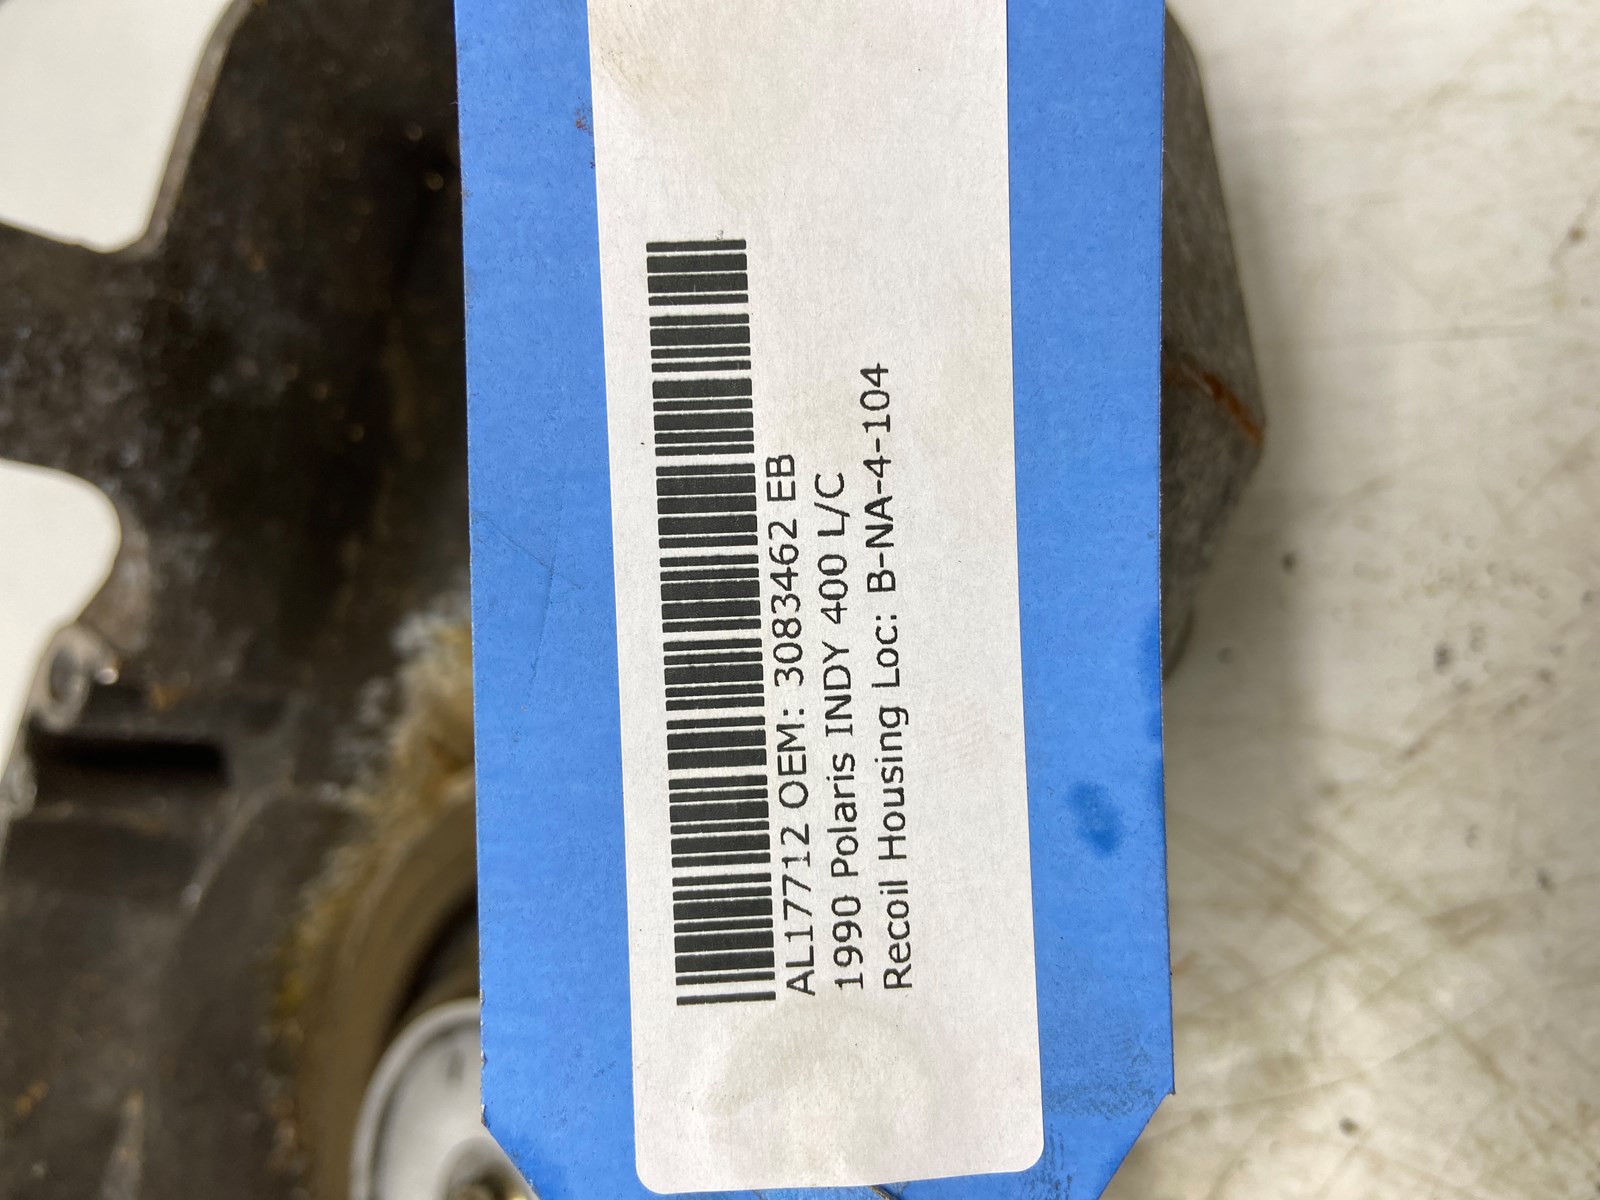 AL17712 OEM: 3083462 EB
1990 Polaris INDY 400 L/C
Recoil Housing Loc: B-NA-4-104